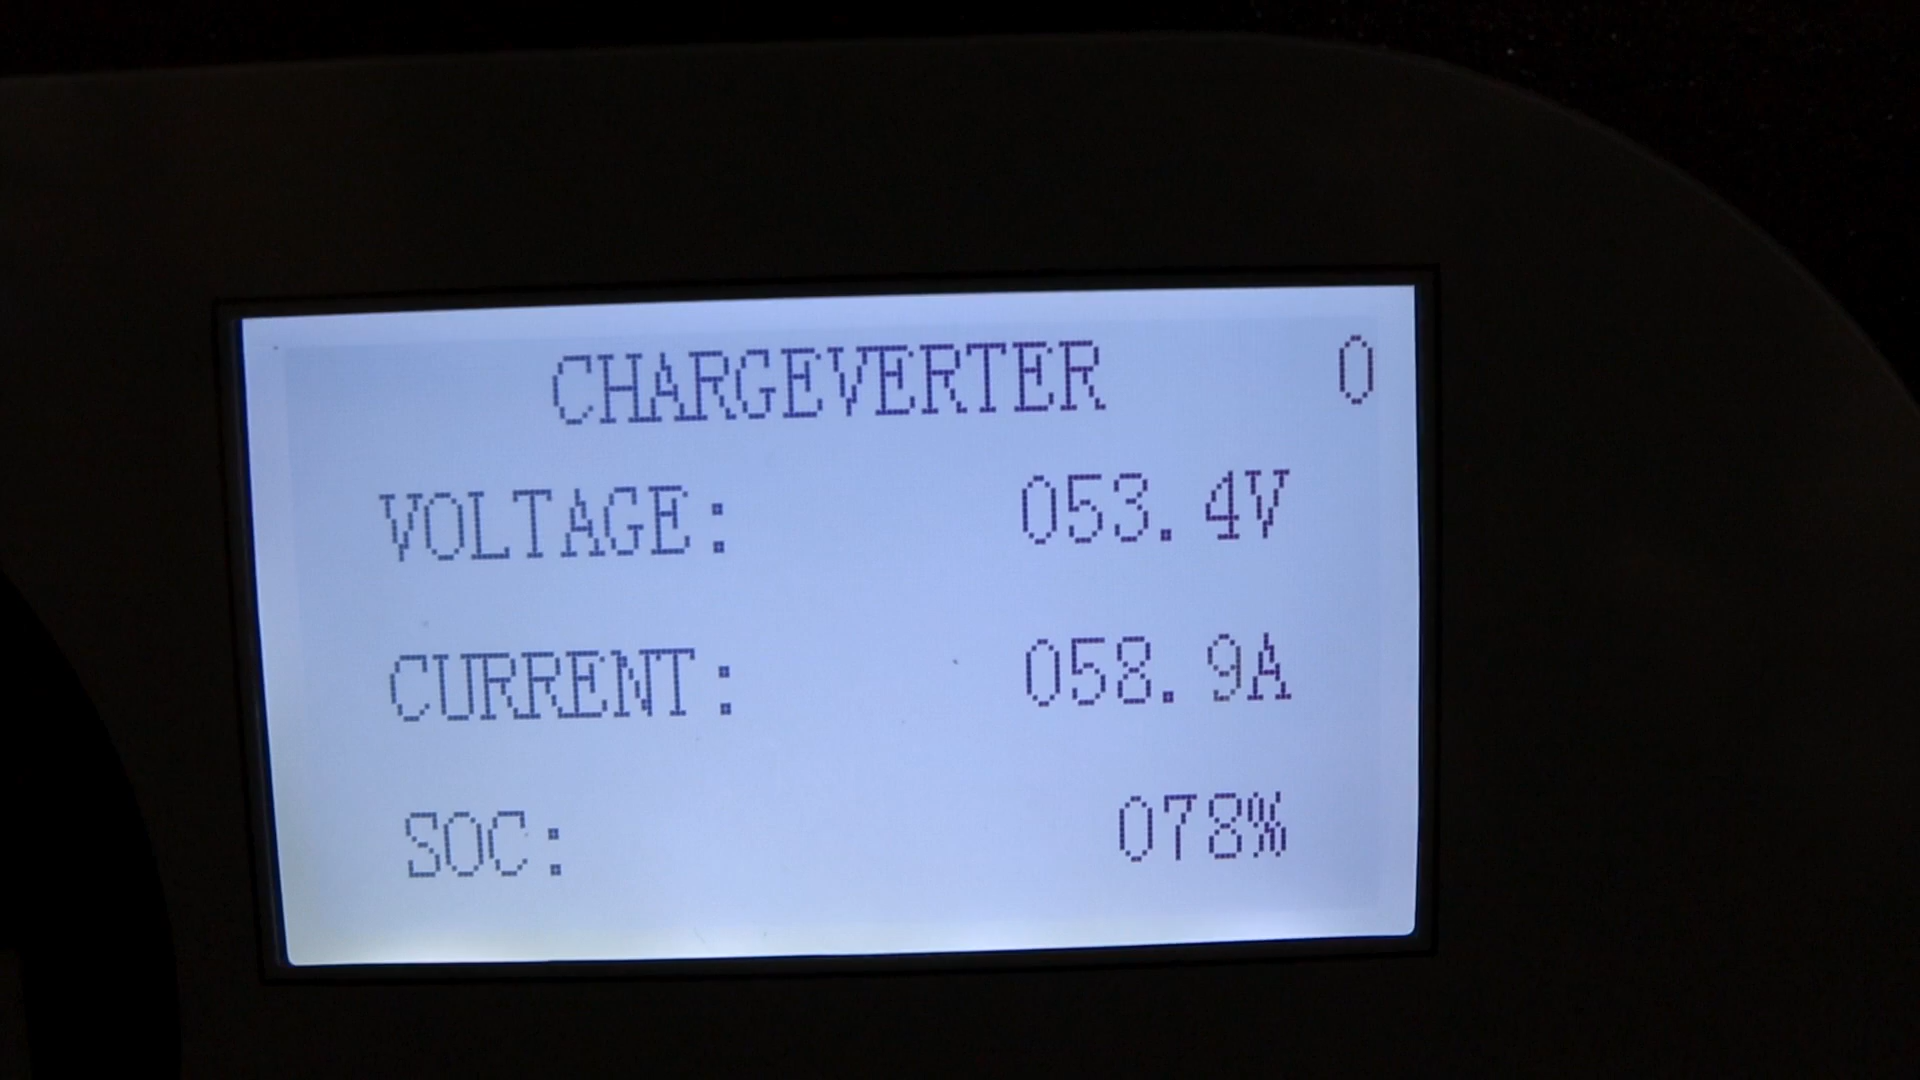 CHARGEVERTER 0
VOLTAGE: 053.4V
CURRENT: 058.9A
SOC: 078%